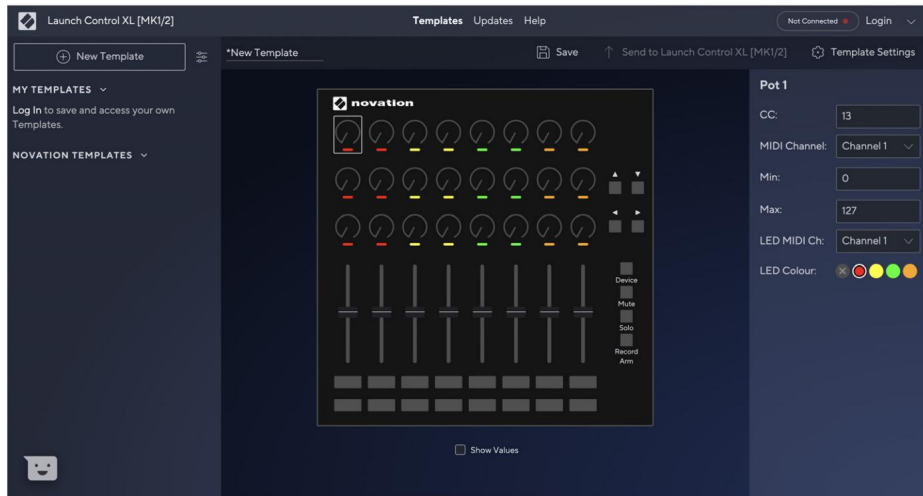 Launch Control XL [MK1/2]
Templates Updates Help
Not Connected
Login
New Template
*New Template
Save
Send to Launch Control XL [MK1/2]
Template Settings
MY TEMPLATES
Log In to save and access your own
Templates.
NOVATION TEMPLATES
novation
Device
Mute
Solo
Record
Arm
Show Values
Pot 1
CC: 13
MIDI Channel: Channel 1
Min: 0
Max: 127
LED MIDI Ch: Channel 1
LED Colour: